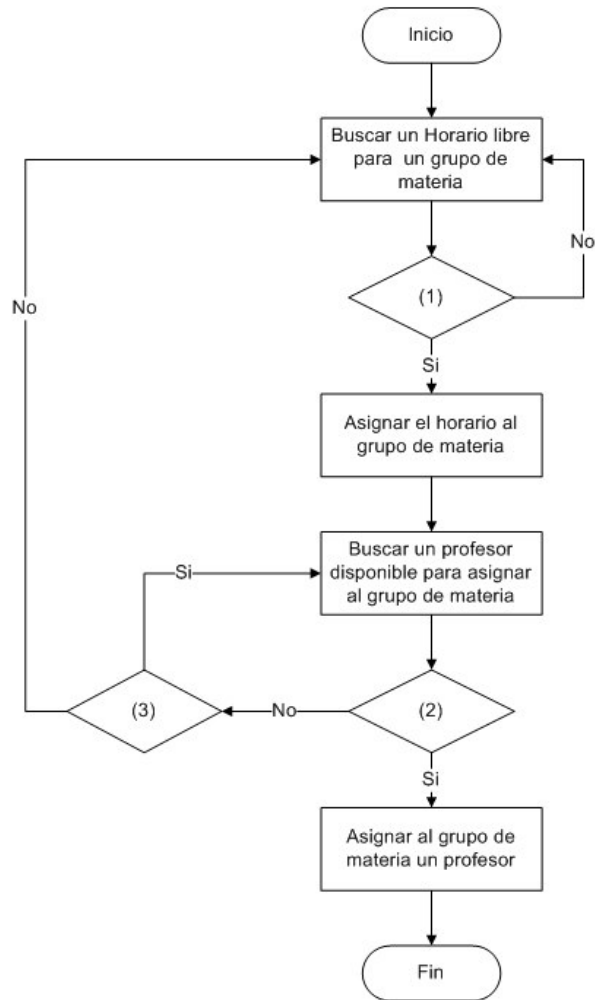 Inicio
Buscar un Horario libre
para un grupo de
materia
No
(1)
No
Si
Asignar el horario al
grupo de materia
Buscar un profesor
disponible para asignar
al grupo de materia
Si
(3)
No
(2)
Si
Asignar al grupo de
materia un profesor
Fin